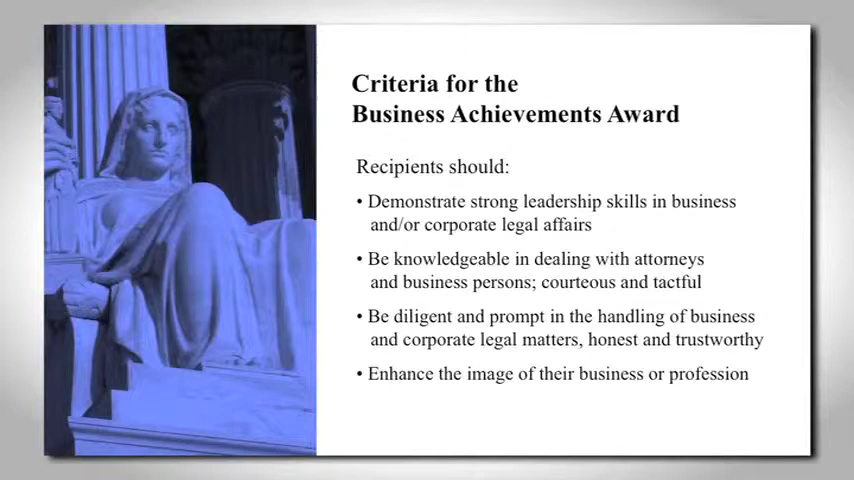 Criteria for the
Business Achievements Award
Recipients should:
• Demonstrate strong leadership skills in business
and/or corporate legal affairs
• Be knowledgeable in dealing with attorneys
and business persons; courteous and tactful
• Be diligent and prompt in the handling of business
and corporate legal matters, honest and trustworthy
• Enhance the image of their business or profession